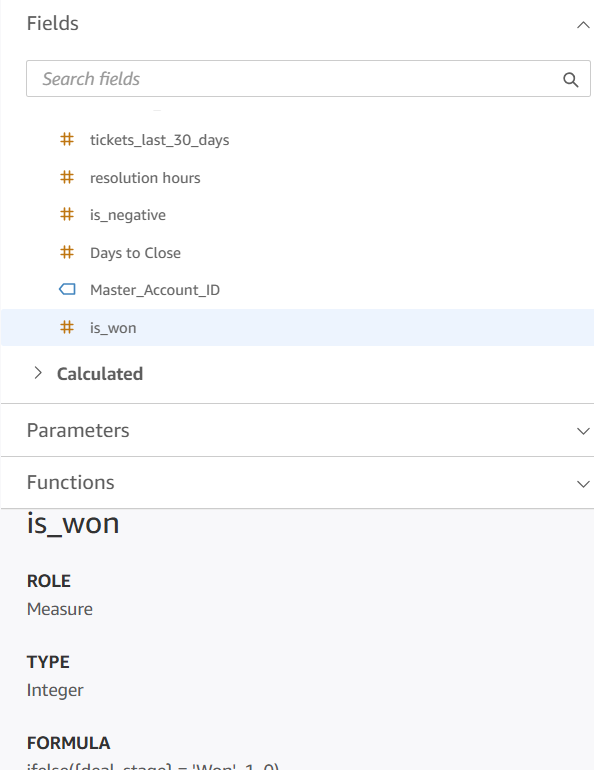 Fields
Search fields
tickets_last_30_days
resolution hours
is_negative
Days to Close
Master_Account_ID
is_won
Calculated
Parameters
Functions
is_won
ROLE
Measure
TYPE
Integer
FORMULA
ifelse({deal_stage} = 'Won', 1, 0)